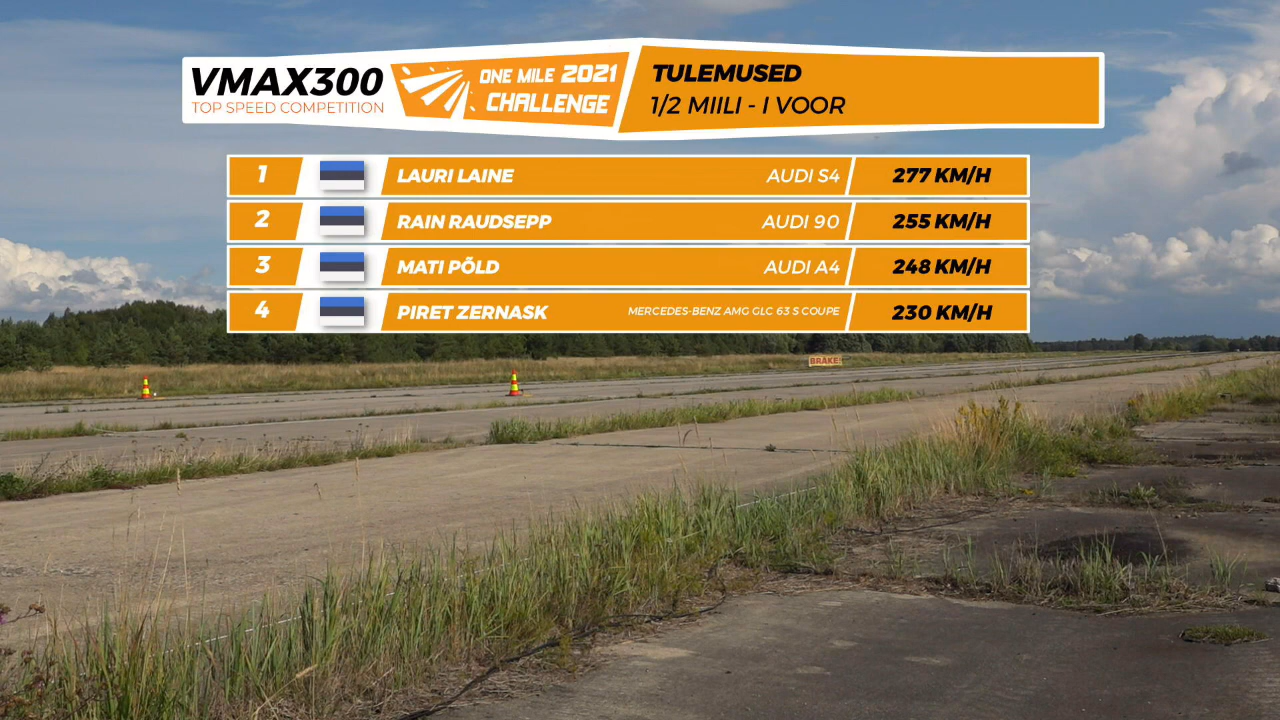 VMAX300
TOP SPEED COMPETITION
ONE MILE 2021
CHALLENGE
TULEMUSED
1/2 MIILI - I VOOR
1 LAURI LAINE AUDI S4 277 KM/H
2 RAIN RAUDSEPP AUDI 90 255 KM/H
3 MATI PÕLD AUDI A4 248 KM/H
4 PIRET ZERNASK MERCEDES-BENZ AMG GLC 63 S COUPE 230 KM/H
BRAKE!